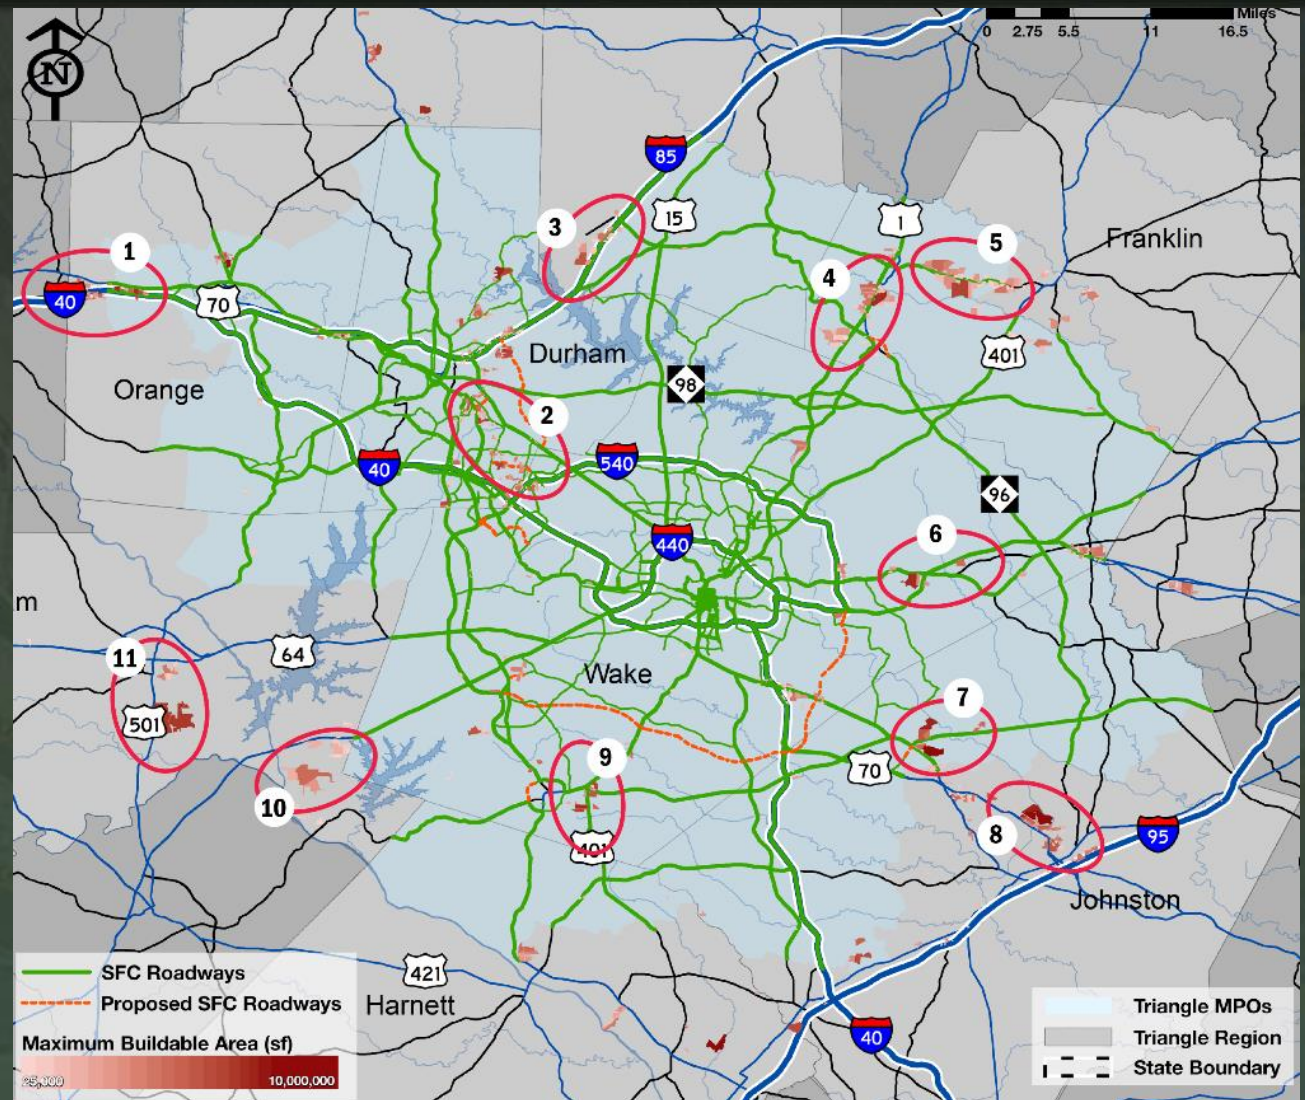 N
Miles
0 2.75 5.5 11 16.5
85
15
1
3
5
Franklin
1
4
40
70
401
Durham
98
Orange
2
40
540
96
440
6
m
11
64
Wake
7
501
9
70
10
8
95
401
Johnston
SFC Roadways
421
Proposed SFC Roadways
Harnett
Triangle MPOs
Maximum Buildable Area (sf)
Triangle Region
40
25,000 10,000,000
State Boundary